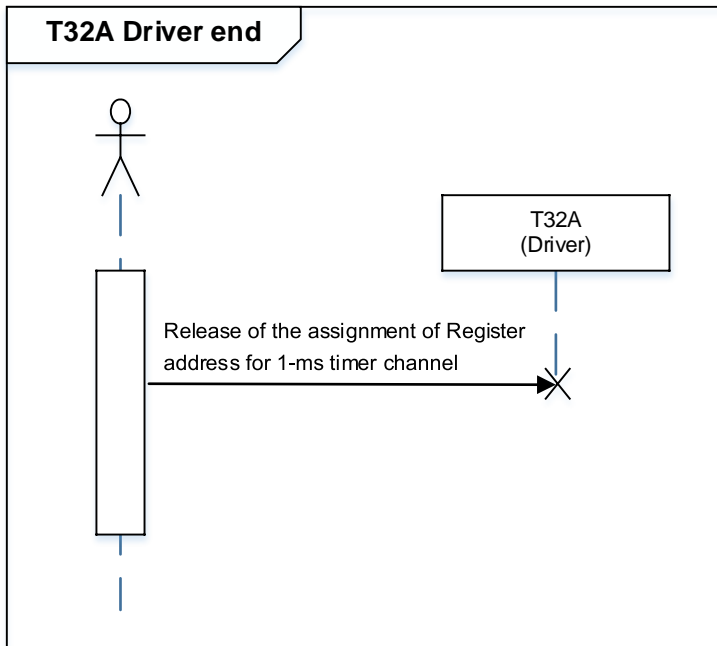 T32A Driver end
T32A
(Driver)
Release of the assignment of Register
address for 1-ms timer channel